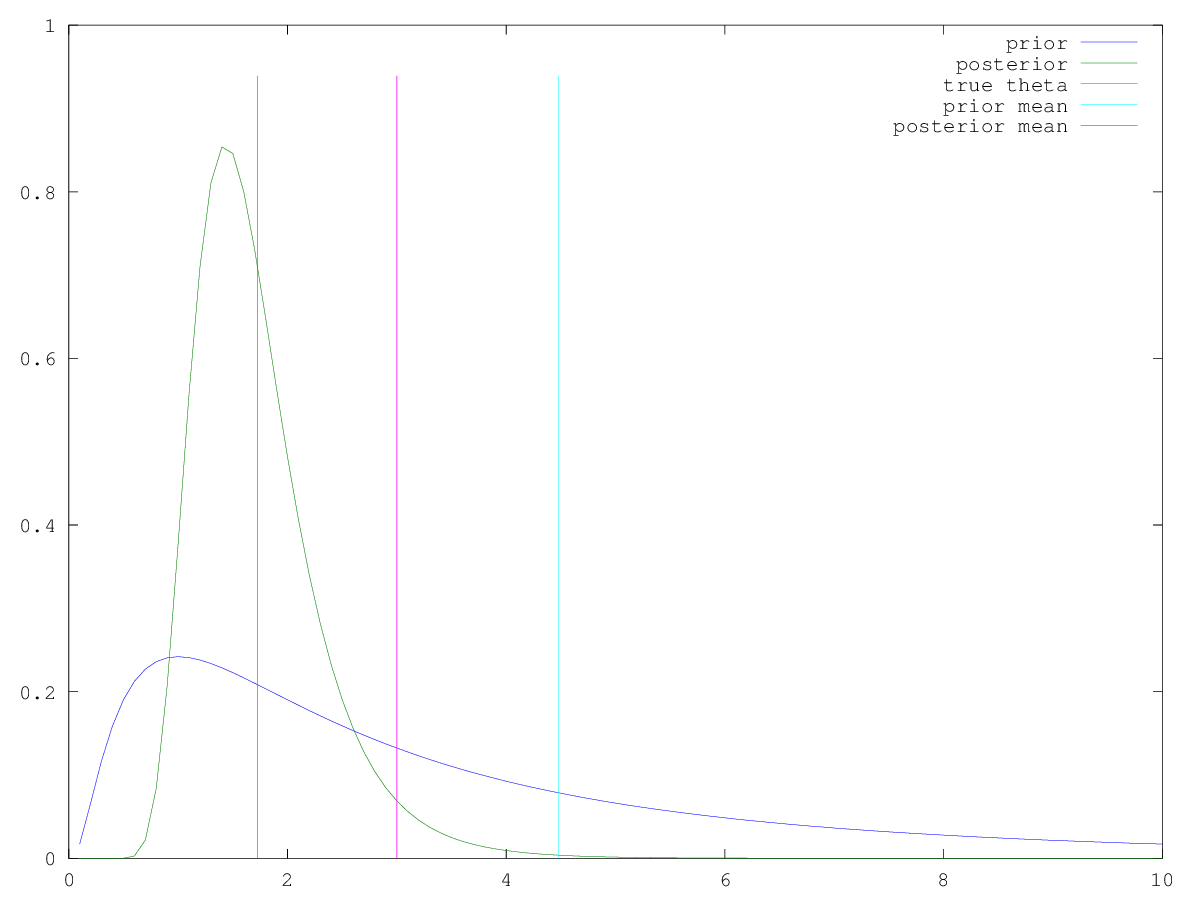 1
prior
posterior
true theta
prior mean
posterior mean
0.8
0.6
0.4
0.2
0
0 2 4 6 8 10